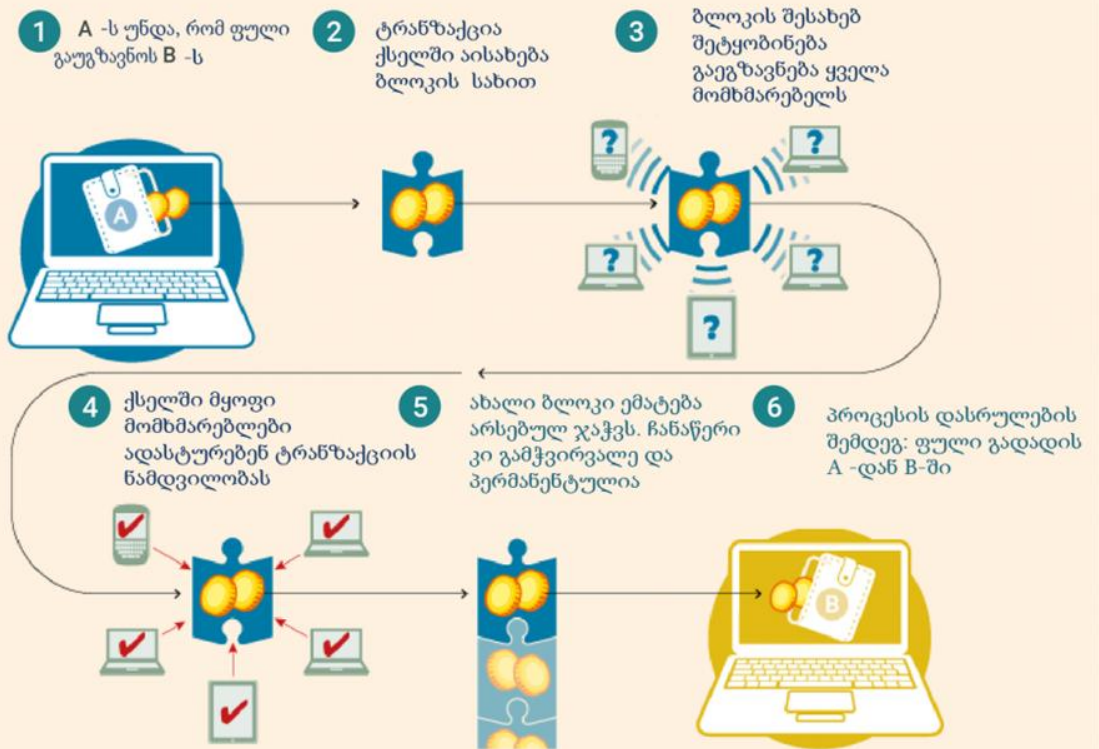 1
A -ს უნდა, რომ ფული
გაუგზავნოს B -ს
2
ტრანზაქცია
ქსელში აისახება
ბლოკის სახით
3
ბლოკის შესახებ
შეტყობინება
გაეგზავნება ყველა
მომხმარებელს
A
?
?
?
?
?
4
ქსელში მყოფი
მომხმარებლები
ადასტურებენ ტრანზაქციის
ნამდვილობას
5
ახალი ბლოკი ემატება
არსებულ ჯაჭვს. ჩანაწერი
კი გამჭვირვალე და
პერმანენტულია
6
პროცესის დასრულების
შემდეგ: ფული გადადის
A -დან B-ში
B